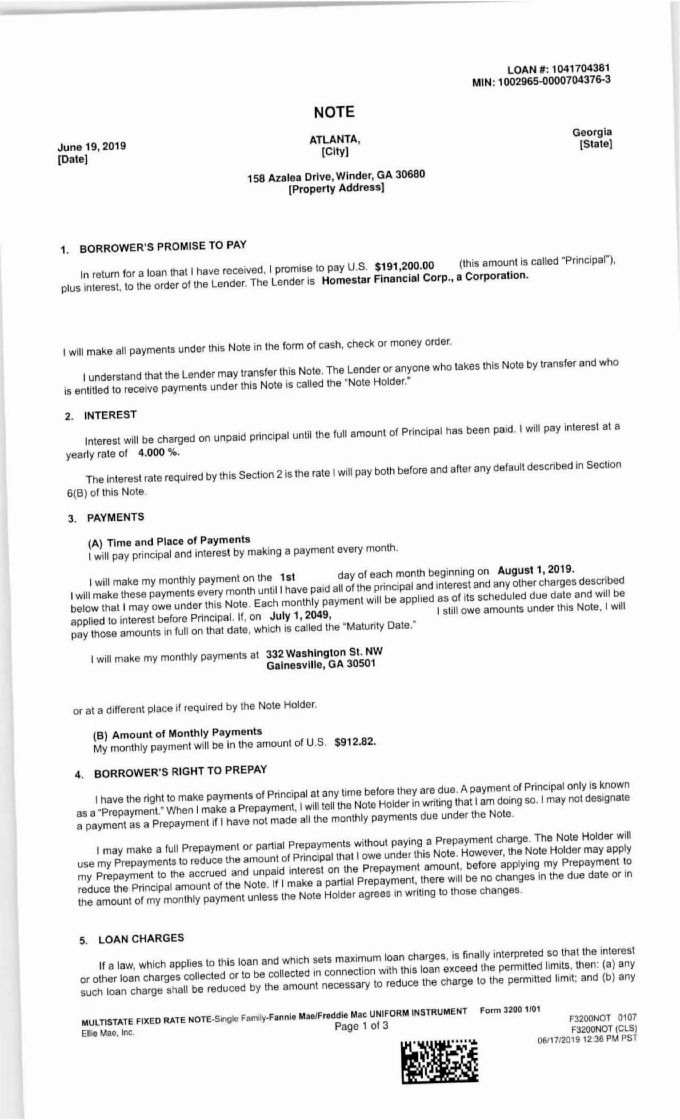 LOAN #: 1041704381
MIN: 1002965-0000704376-3
NOTE
June 19, 2019
[Date]
ATLANTA,
[City]
Georgia
[State]
158 Azalea Drive, Winder, GA 30680
[Property Address]
1. BORROWER'S PROMISE TO PAY
In return for a loan that I have received, I promise to pay U.S. $191,200.00 (this amount is called "Principal"),
plus interest, to the order of the Lender. The Lender is Homestar Financial Corp., a Corporation.
I will make all payments under this Note in the form of cash, check or money order.
I understand that the Lender may transfer this Note. The Lender or anyone who takes this Note by transfer and who
is entitled to receive payments under this Note is called the "Note Holder."
2. INTEREST
Interest will be charged on unpaid principal until the full amount of Principal has been paid. I will pay interest at a
yearly rate of 4.000 %.
The interest rate required by this Section 2 is the rate I will pay both before and after any default described in Section
6(B) of this Note.
3. PAYMENTS
(A) Time and Place of Payments
I will pay principal and interest by making a payment every month.
I will make my monthly payment on the 1st day of each month beginning on August 1, 2019.
I will make these payments every month until I have paid all of the principal and interest and any other charges described
below that I may owe under this Note. Each monthly payment will be applied as of its scheduled due date and will be
applied to interest before Principal. If, on July 1, 2049, I still owe amounts under this Note, I will
pay those amounts in full on that date, which is called the "Maturity Date."
I will make my monthly payments at 332 Washington St. NW
Gainesville, GA 30501
or at a different place if required by the Note Holder.
(B) Amount of Monthly Payments
My monthly payment will be in the amount of U.S. $912.82.
4. BORROWER'S RIGHT TO PREPAY
I have the right to make payments of Principal at any time before they are due. A payment of Principal only is known
as a "Prepayment." When I make a Prepayment, I will tell the Note Holder in writing that I am doing so. I may not designate
a payment as a Prepayment if I have not made all the monthly payments due under the Note.
I may make a full Prepayment or partial Prepayments without paying a Prepayment charge. The Note Holder will
use my Prepayments to reduce the amount of Principal that I owe under this Note. However, the Note Holder may apply
my Prepayment to the accrued and unpaid interest on the Prepayment amount, before applying my Prepayment to
reduce the Principal amount of the Note. If I make a partial Prepayment, there will be no changes in the due date or in
the amount of my monthly payment unless the Note Holder agrees in writing to those changes.
5. LOAN CHARGES
If a law, which applies to this loan and which sets maximum loan charges, is finally interpreted so that the interest
or other loan charges collected or to be collected in connection with this loan exceed the permitted limits, then: (a) any
such loan charge shall be reduced by the amount necessary to reduce the charge to the permitted limit; and (b) any
MULTISTATE FIXED RATE NOTE-Single Family-Fannie Mae/Freddie Mac UNIFORM INSTRUMENT Form 3200 1/01
Ellie Mae, Inc. Page 1 of 3
F3200NOT 0107
F3200NOT (CLS)
06/17/2019 12:36 PM PST